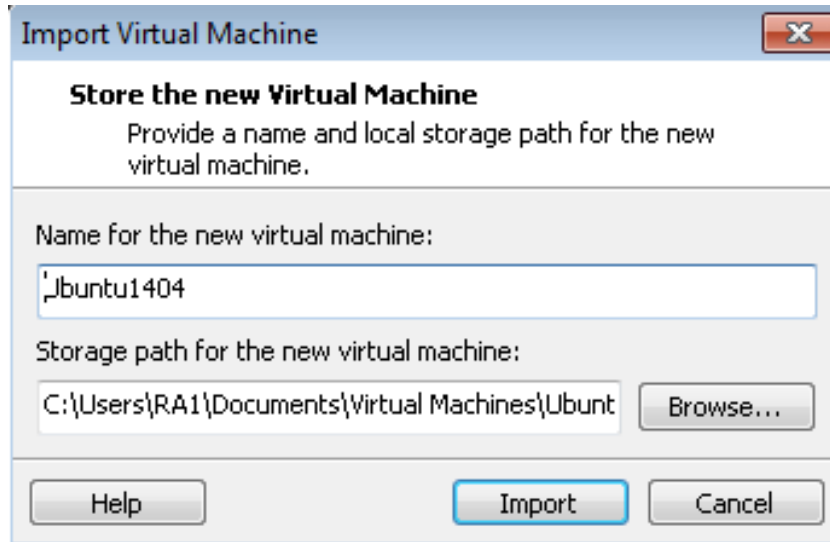 Import Virtual Machine
Store the new Virtual Machine
Provide a name and local storage path for the new
virtual machine.
Name for the new virtual machine:
Ubuntu1404
Storage path for the new virtual machine:
C:\Users\RA1\Documents\Virtual Machines\Ubunt
Browse...
Help
Import
Cancel